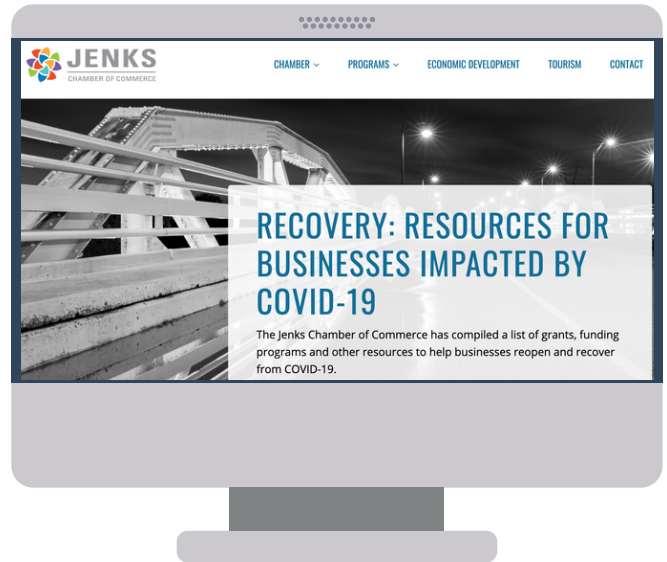 JENKS
CHAMBER OF COMMERCE
CHAMBER PROGRAMS ECONOMIC DEVELOPMENT TOURISM CONTACT
RECOVERY: RESOURCES FOR
BUSINESSES IMPACTED BY
COVID-19
The Jenks Chamber of Commerce has compiled a list of grants, funding
programs and other resources to help businesses reopen and recover
from COVID-19.